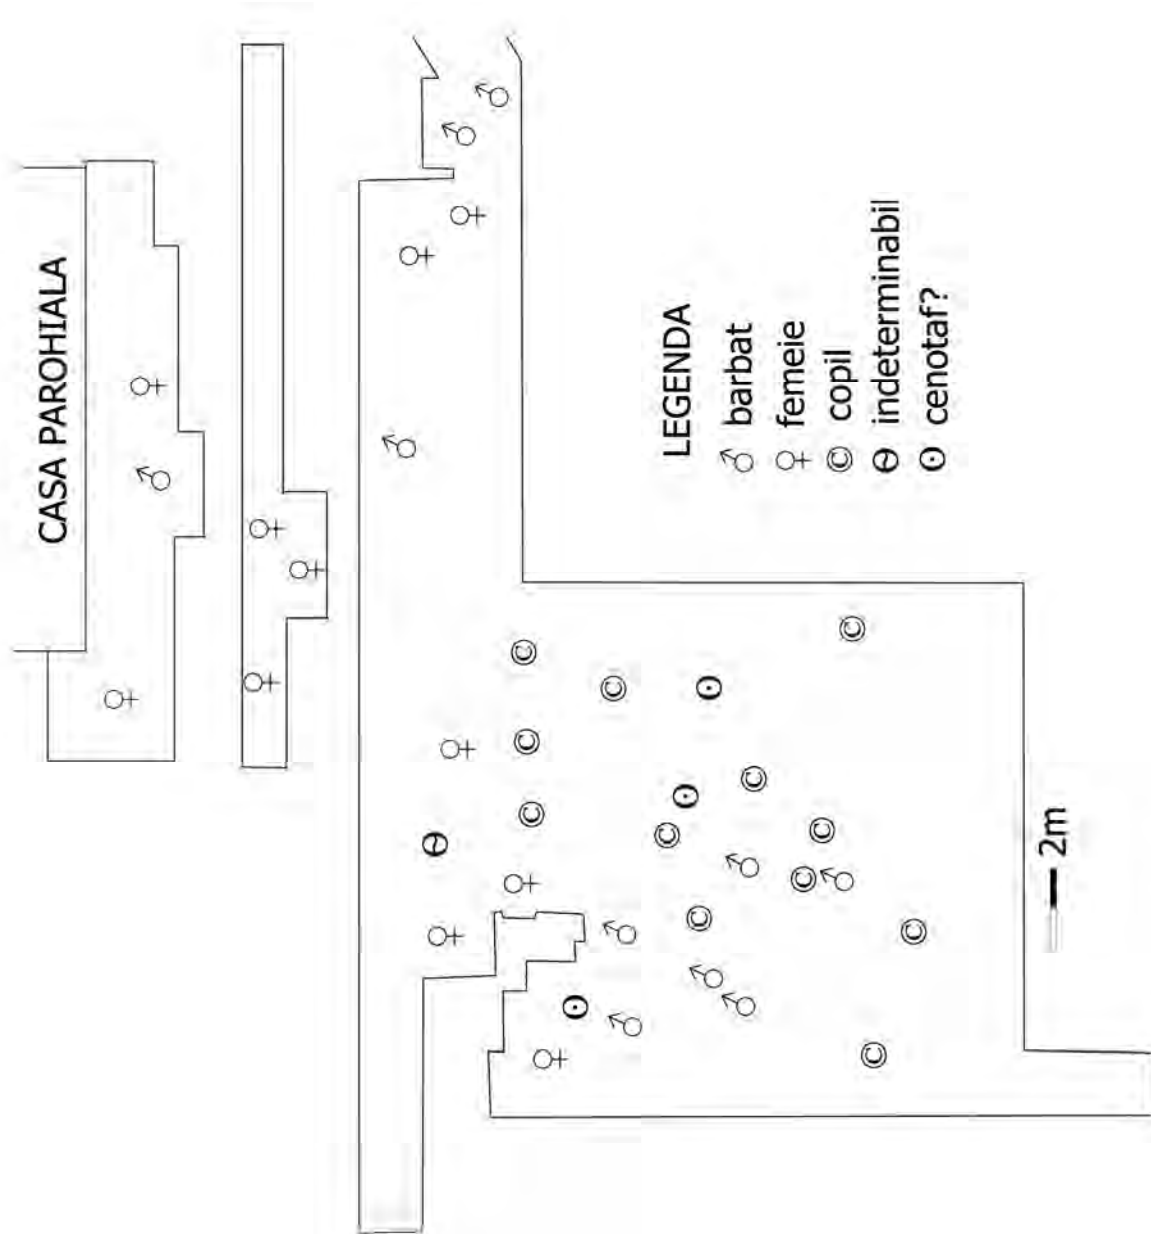 CASA PAROHIALA
LEGENDA
barbat
femeie
copil
indeterminabil
cenotaf?
2m